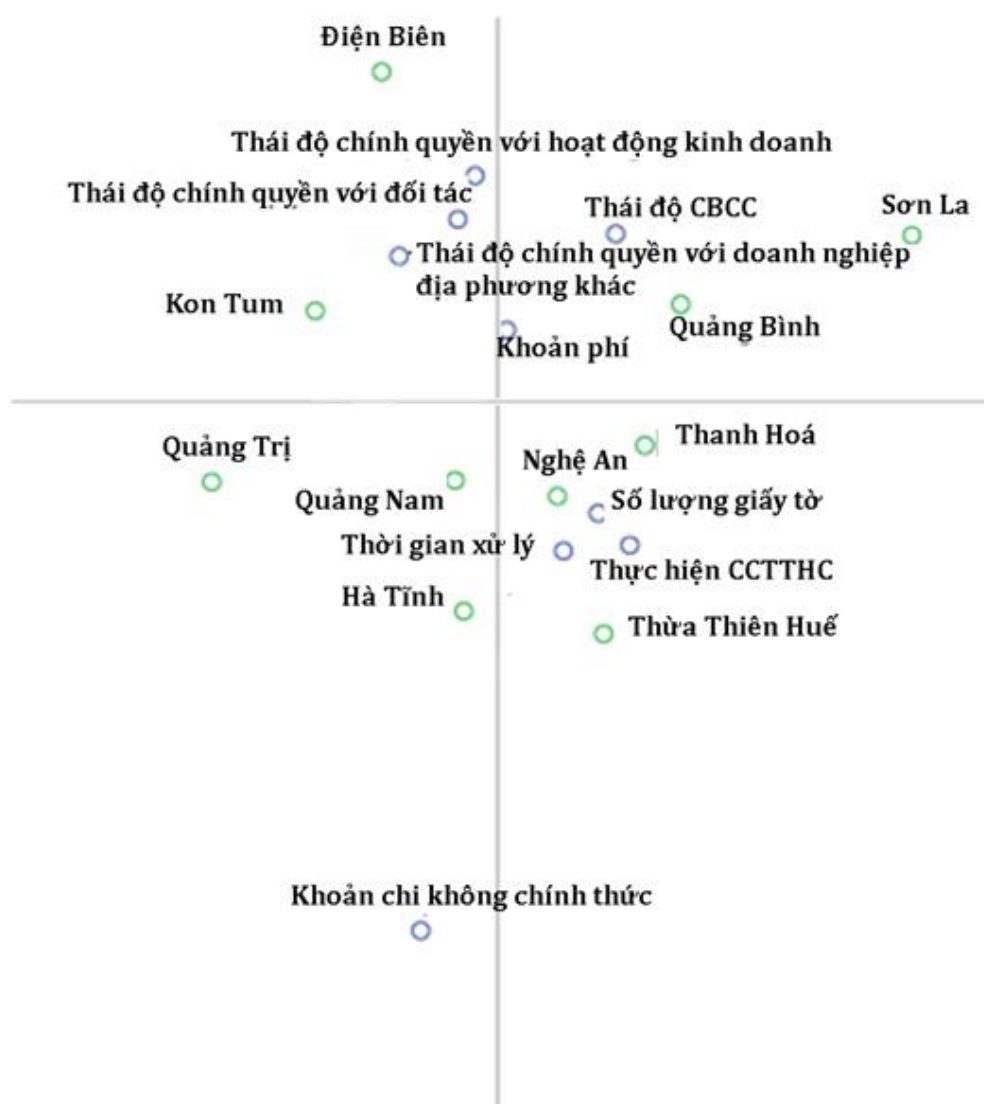 Điện Biên
Thái độ chính quyền với hoạt động kinh doanh
Thái độ chính quyền với đối tác
Thái độ CBCC
Sơn La
Thái độ chính quyền với doanh nghiệp
địa phương khác
Kon Tum
Quảng Bình
Khoản phí
Thanh Hoá
Quảng Trị
Nghệ An
Quảng Nam
Số lượng giấy tờ
Thời gian xử lý
Thực hiện CCTTHC
Hà Tĩnh
Thừa Thiên Huế
Khoản chi không chính thức